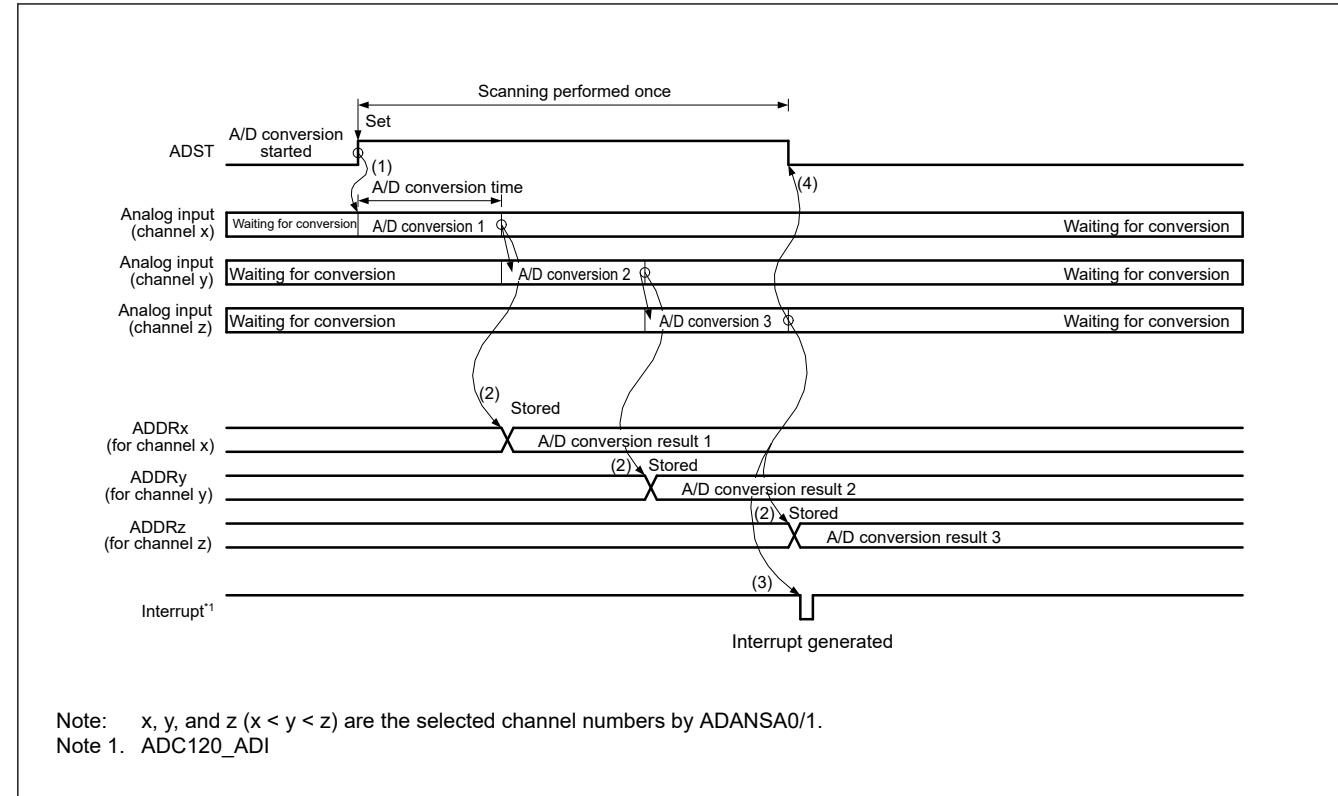 Scanning performed once
Set
A/D conversion
started
ADST
(1)
A/D conversion time
(4)
Analog input
(channel x)
Waiting for conversion
A/D conversion 1
Waiting for conversion
Analog input
(channel y)
Waiting for conversion
A/D conversion 2
Waiting for conversion
Analog input
(channel z)
Waiting for conversion
A/D conversion 3
Waiting for conversion
(2)
Stored
ADDRx
(for channel x)
A/D conversion result 1
(2)
Stored
ADDRy
(for channel y)
A/D conversion result 2
(2)
Stored
ADDRz
(for channel z)
A/D conversion result 3
(3)
Interrupt*1
Interrupt generated
Note: x, y, and z (x < y < z) are the selected channel numbers by ADANSA0/1.
Note 1. ADC120_ADI